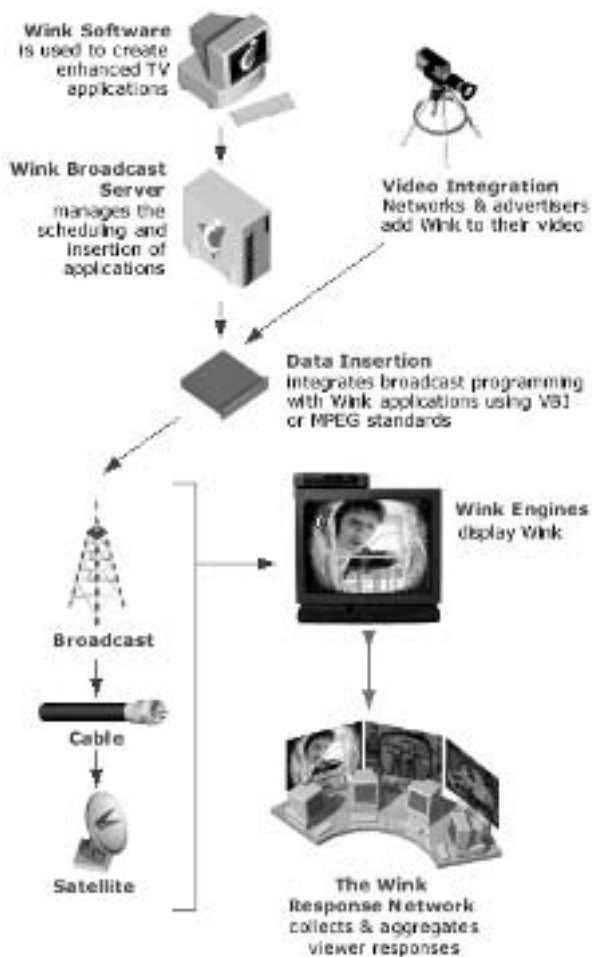 Wink Software
is used to create
enhanced TV
applications
Wink Broadcast
Server
manages the
scheduling and
insertion of
applications
Video Integration
Networks & advertisers
add Wink to their video
Data Insertion
integrates broadcast programming
with Wink applications using VBI
or MPEG standards
Broadcast
Cable
Satellite
Wink Engines
display Wink
The Wink
Response Network
collects & aggregates
viewer responses